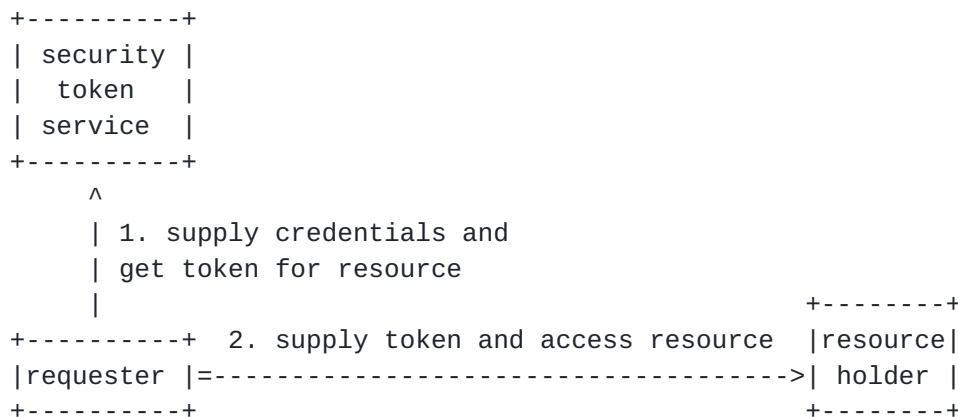 +----------+
| security |
|  token   |
| service  |
+----------+
     ^
     | 1. supply credentials and
     | get token for resource
     |                                             +--------+
+----------+  2. supply token and access resource  |resource|
|requester |=------------------------------------->| holder |
+----------+                                       +--------+